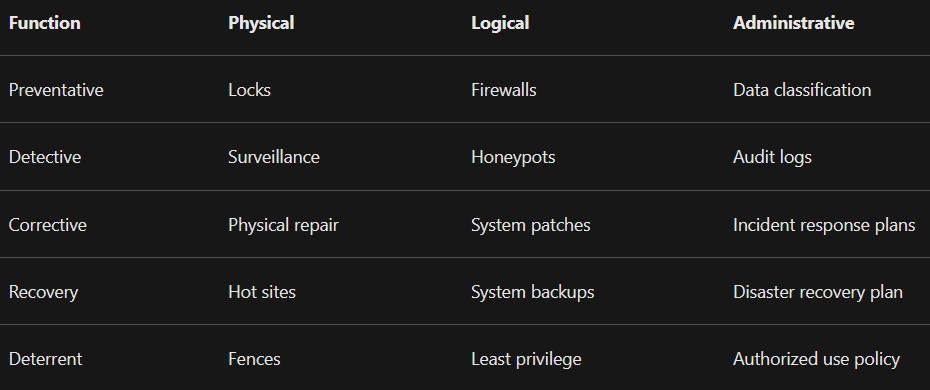 Function Physical Logical Administrative
Preventative Locks Firewalls Data classification
Detective Surveillance Honeypots Audit logs
Corrective Physical repair System patches Incident response plans
Recovery Hot sites System backups Disaster recovery plan
Deterrent Fences Least privilege Authorized use policy